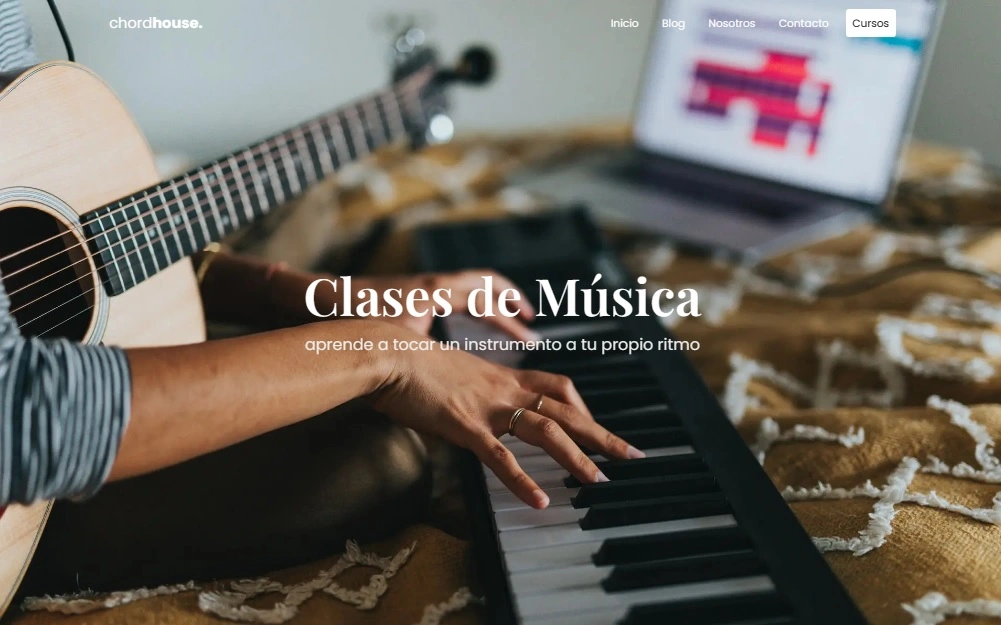 chordhouse.
Inicio
Blog
Nosotros
Contacto
Cursos
Clases de Música
aprende a tocar un instrumento a tu propio ritmo